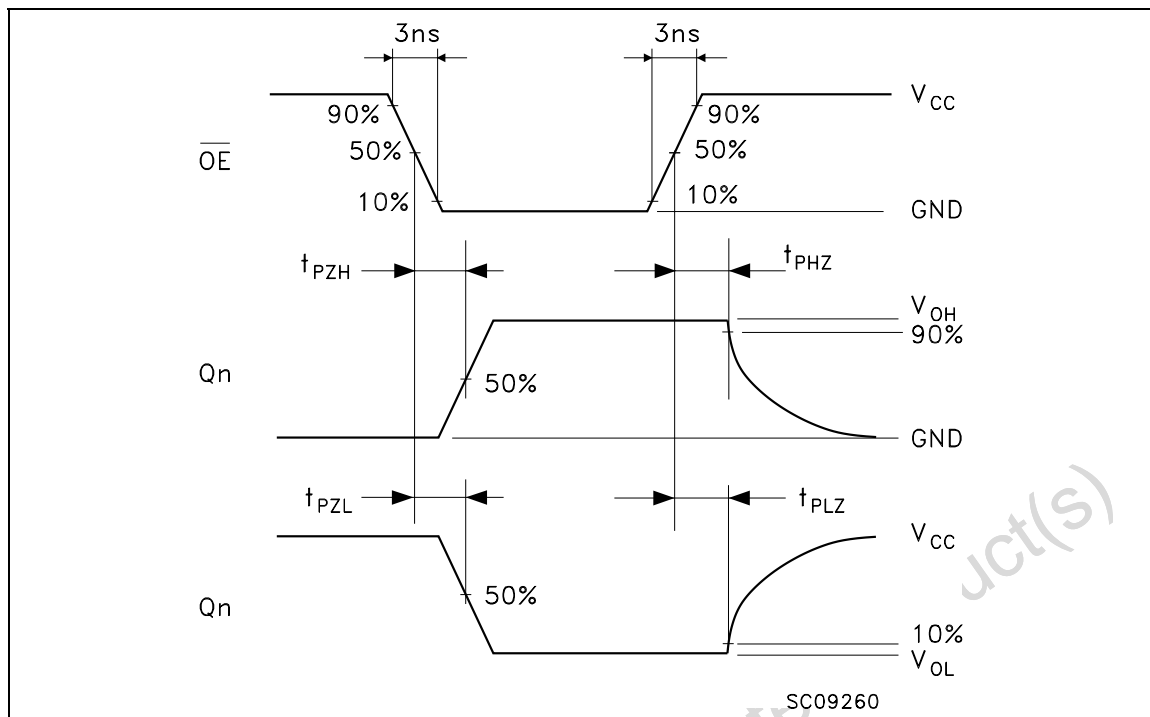 3ns 3ns
90% 90% V_CC
O̅E̅ 50% 50%
10% 10% GND
t_PZH t_PHZ
V_OH
90%
Qn 50%
GND
t_PZL t_PLZ
V_CC
Qn 50%
10%
V_OL
SC09260
uct(s)